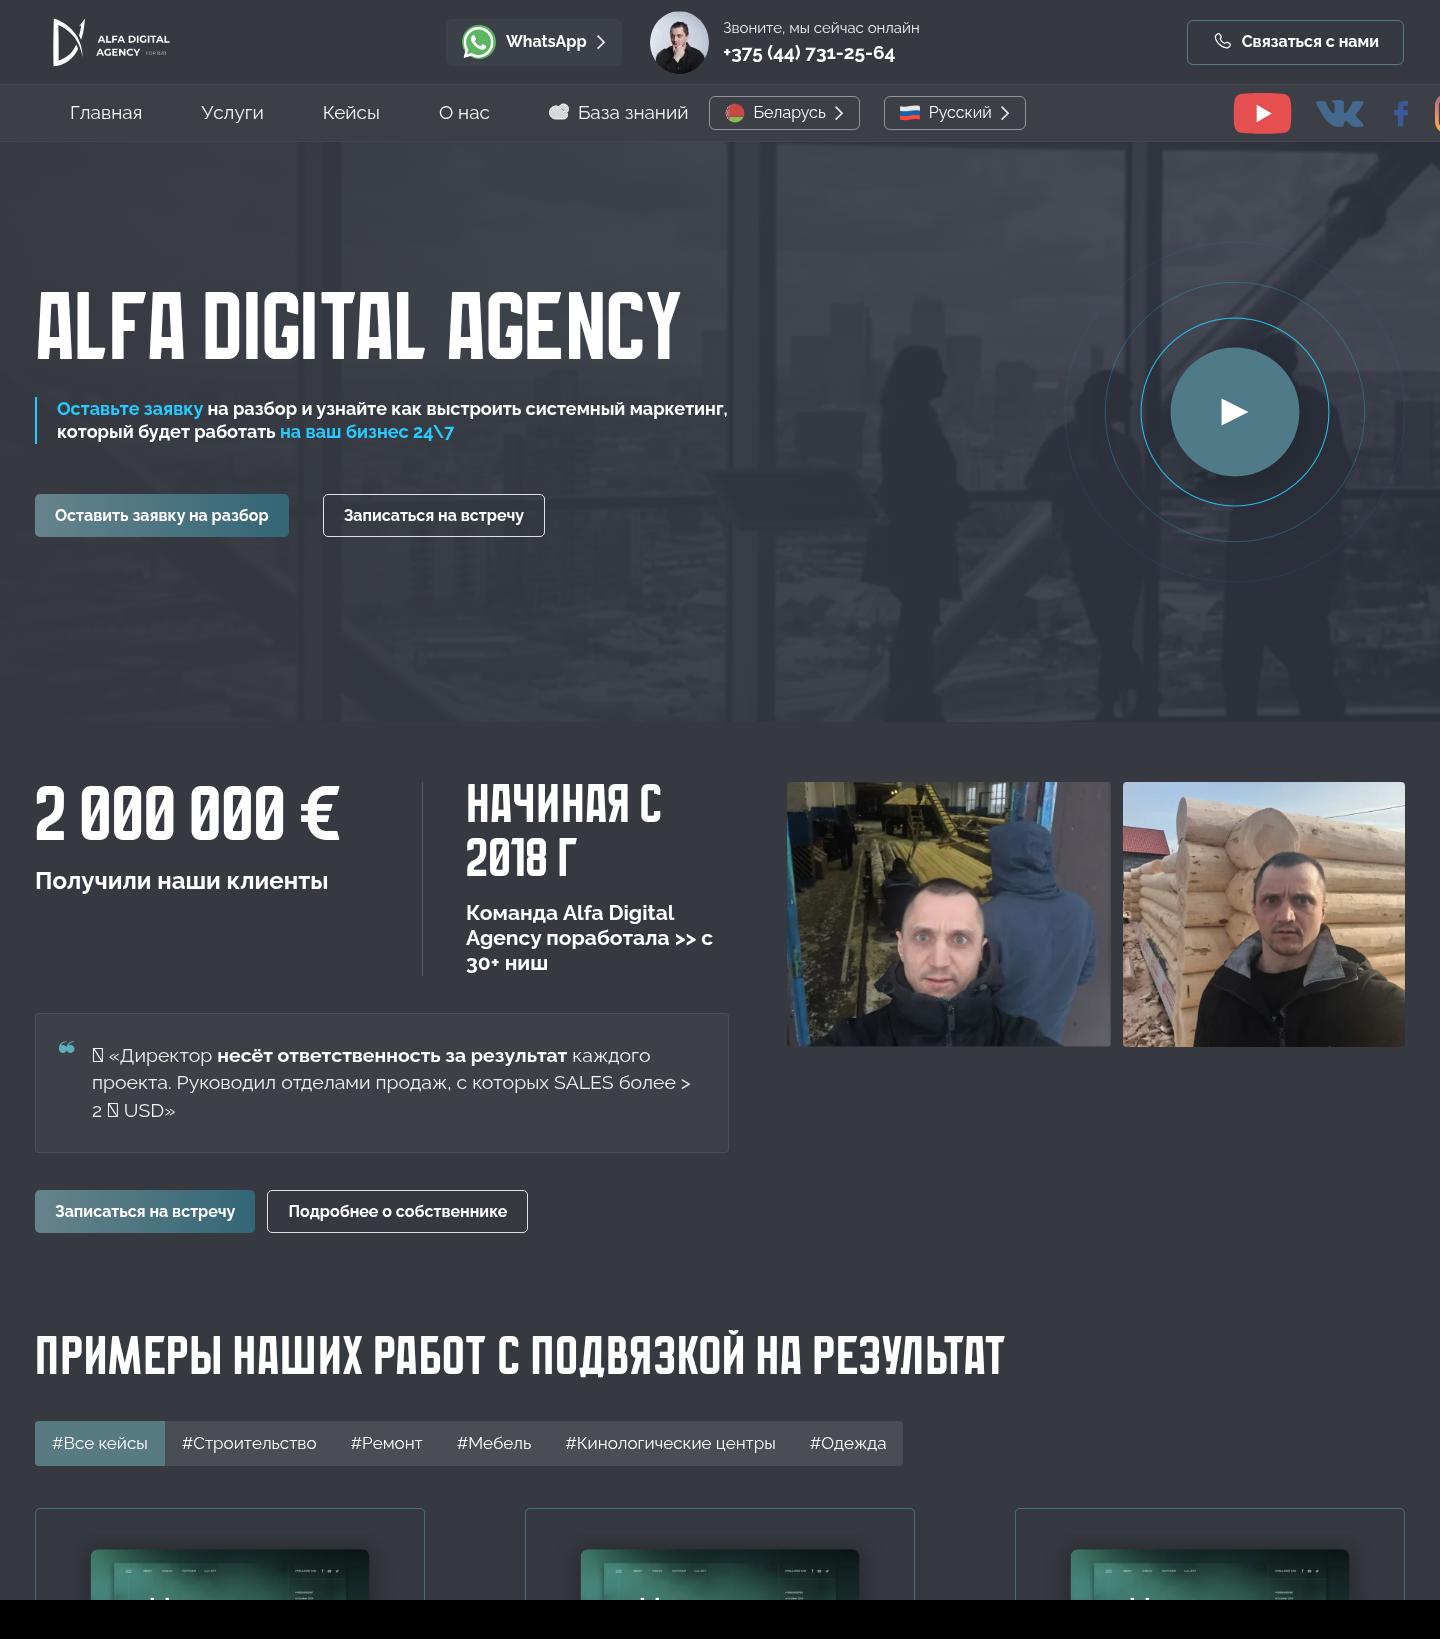 ALFA DIGITAL
AGENCY FOR B2B
WhatsApp
Звоните, мы сейчас онлайн
+375 (44) 731-25-64
Связаться с нами
Главная
Услуги
Кейсы
О нас
База знаний
Беларусь
Русский
ALFA DIGITAL AGENCY
Оставьте заявку на разбор и узнайте как выстроить системный маркетинг,
который будет работать на ваш бизнес 24\7
Оставить заявку на разбор
Записаться на встречу
2 000 000 €
Получили наши клиенты
НАЧИНАЯ С
2018 Г
Команда Alfa Digital
Agency поработала >> с
30+ ниш
«Директор несёт ответственность за результат каждого
проекта. Руководил отделами продаж, с которых SALES более >
2 USD»
Записаться на встречу
Подробнее о собственнике
ПРИМЕРЫ НАШИХ РАБОТ С ПОДВЯЗКОЙ НА РЕЗУЛЬТАТ
#Все кейсы
#Строительство
#Ремонт
#Мебель
#Кинологические центры
#Одежда